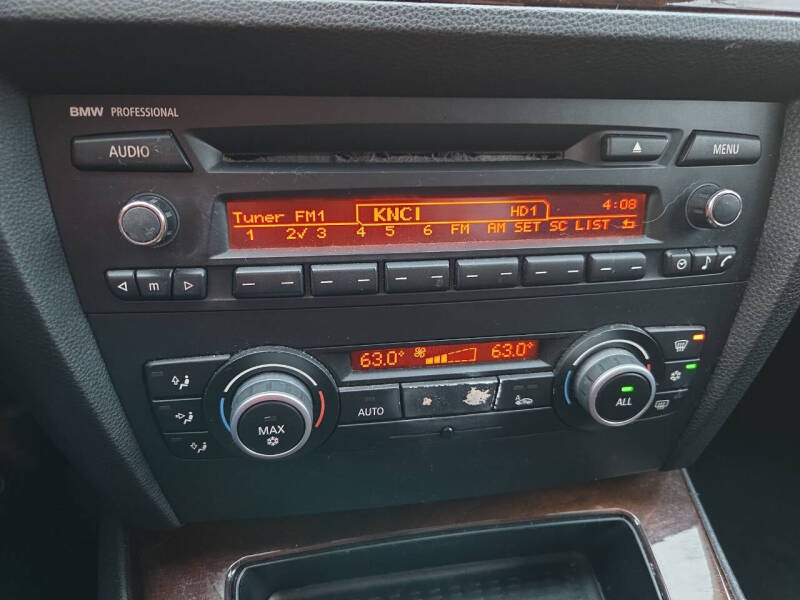 BMW PROFESSIONAL
AUDIO
MENU
Tuner FM1 KNCI HD1 4:08
1 2✓ 3 4 5 6 FM AM SET SC LIST
m
63.0° 63.0°
MAX
AUTO
ALL